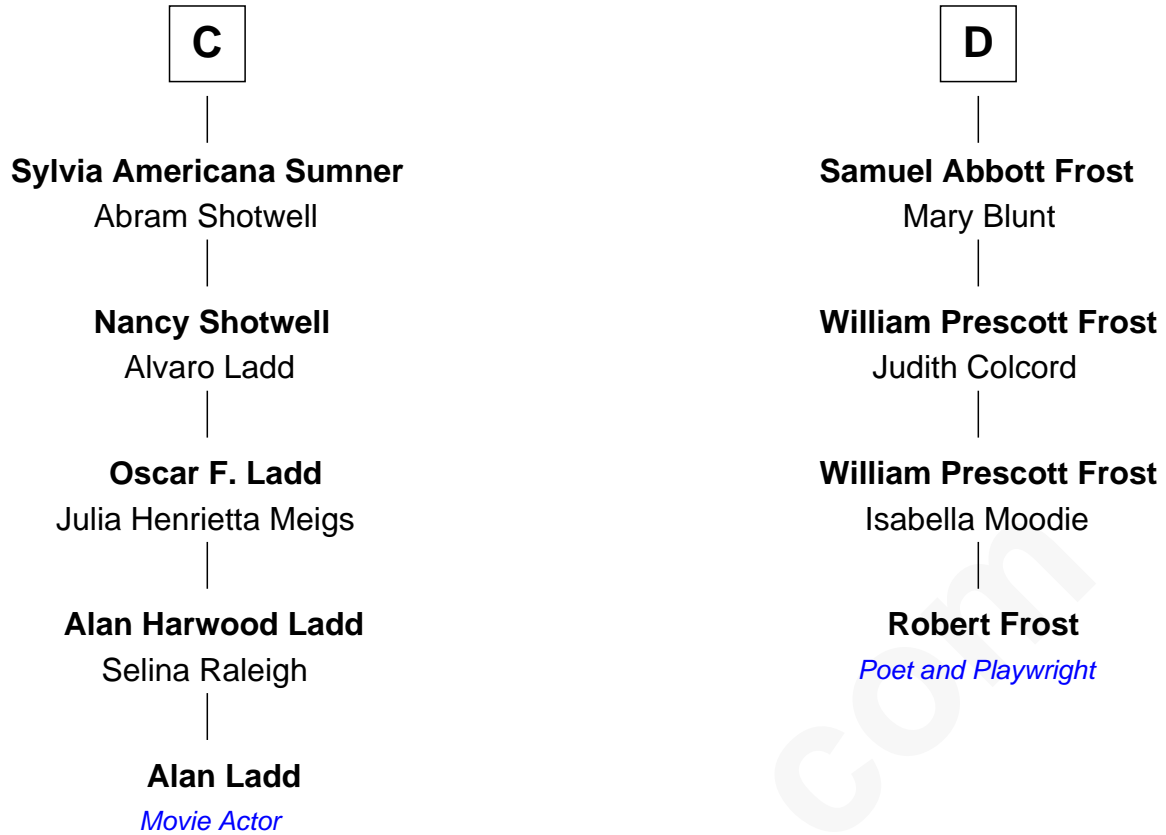 C
Sylvia Americana Sumner
Abram Shotwell
Nancy Shotwell
Alvaro Ladd
Oscar F. Ladd
Julia Henrietta Meigs
Alan Harwood Ladd
Selina Raleigh
Alan Ladd
Movie Actor
D
Samuel Abbott Frost
Mary Blunt
William Prescott Frost
Judith Colcord
William Prescott Frost
Isabella Moodie
Robert Frost
Poet and Playwright
com